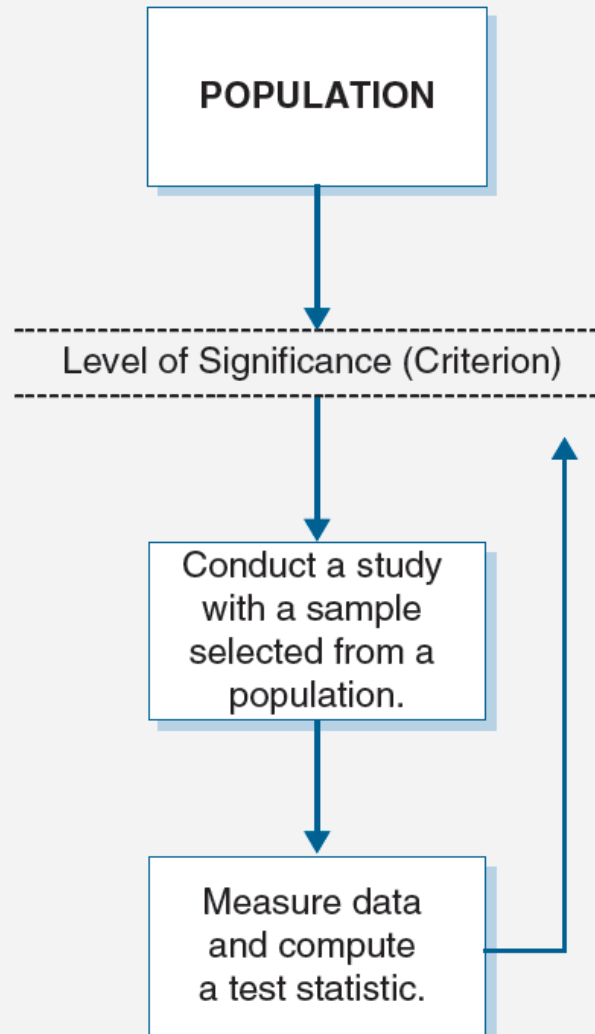 POPULATION
Level of Significance (Criterion)
Conduct a study
with a sample
selected from a
population.
Measure data
and compute
a test statistic.